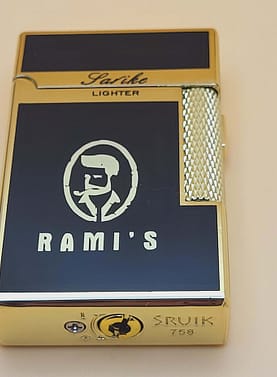 Sarike
LIGHTER
RAMI'S
SRUIK
758